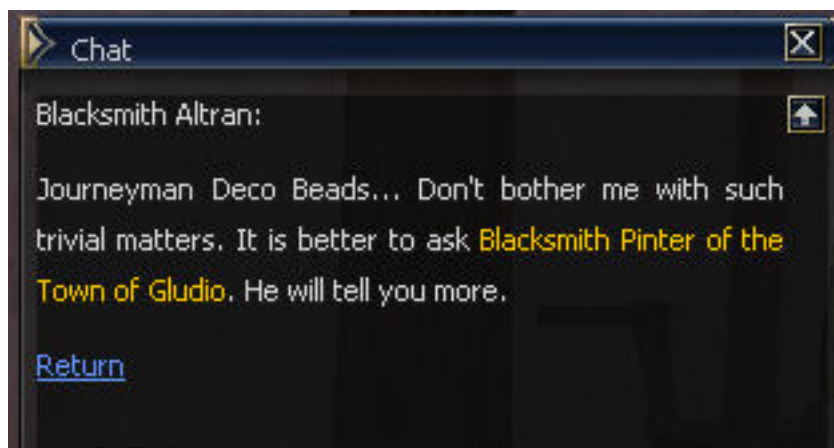 Chat
Blacksmith Altran:
Journeyman Deco Beads... Don't bother me with such
trivial matters. It is better to ask Blacksmith Pinter of the
Town of Gludio. He will tell you more.
Return